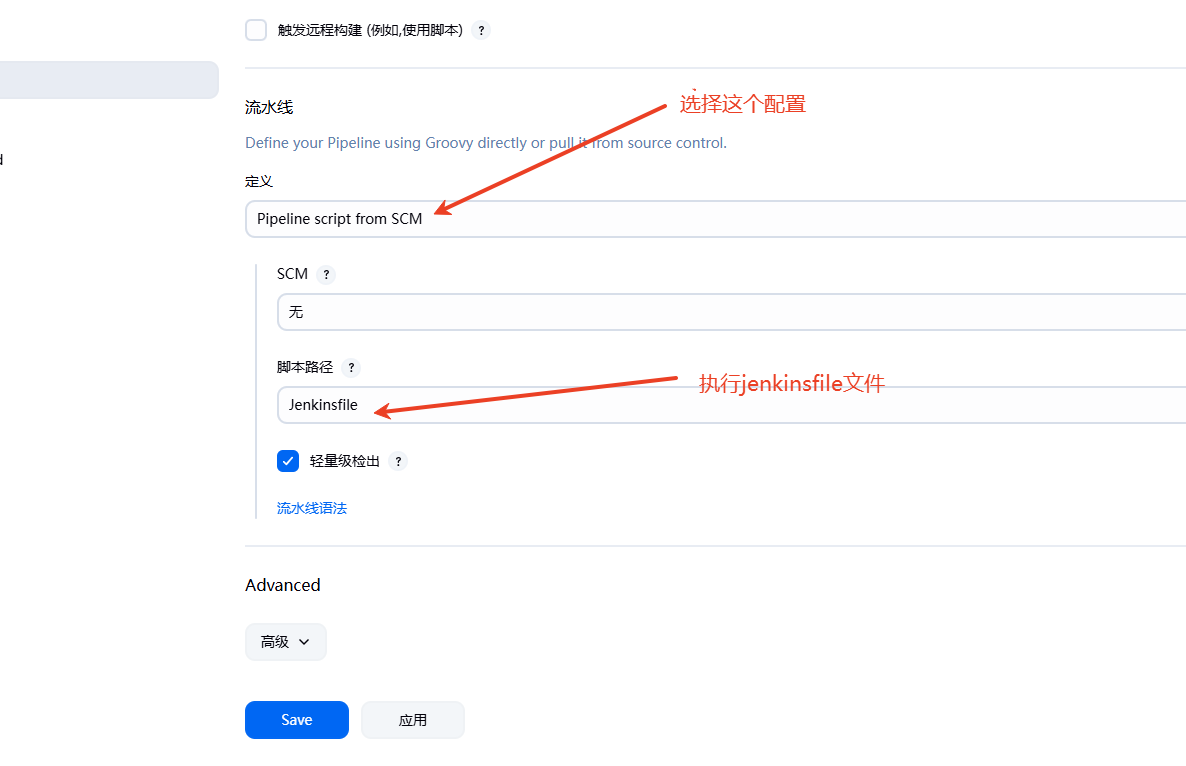 触发远程构建 (例如,使用脚本) ?
流水线
选择这个配置
Define your Pipeline using Groovy directly or pull it from source control.
d
定义
Pipeline script from SCM
SCM ?
无
脚本路径 ?
执行jenkinsfile文件
Jenkinsfile
轻量级检出 ?
流水线语法
Advanced
高级
Save 应用